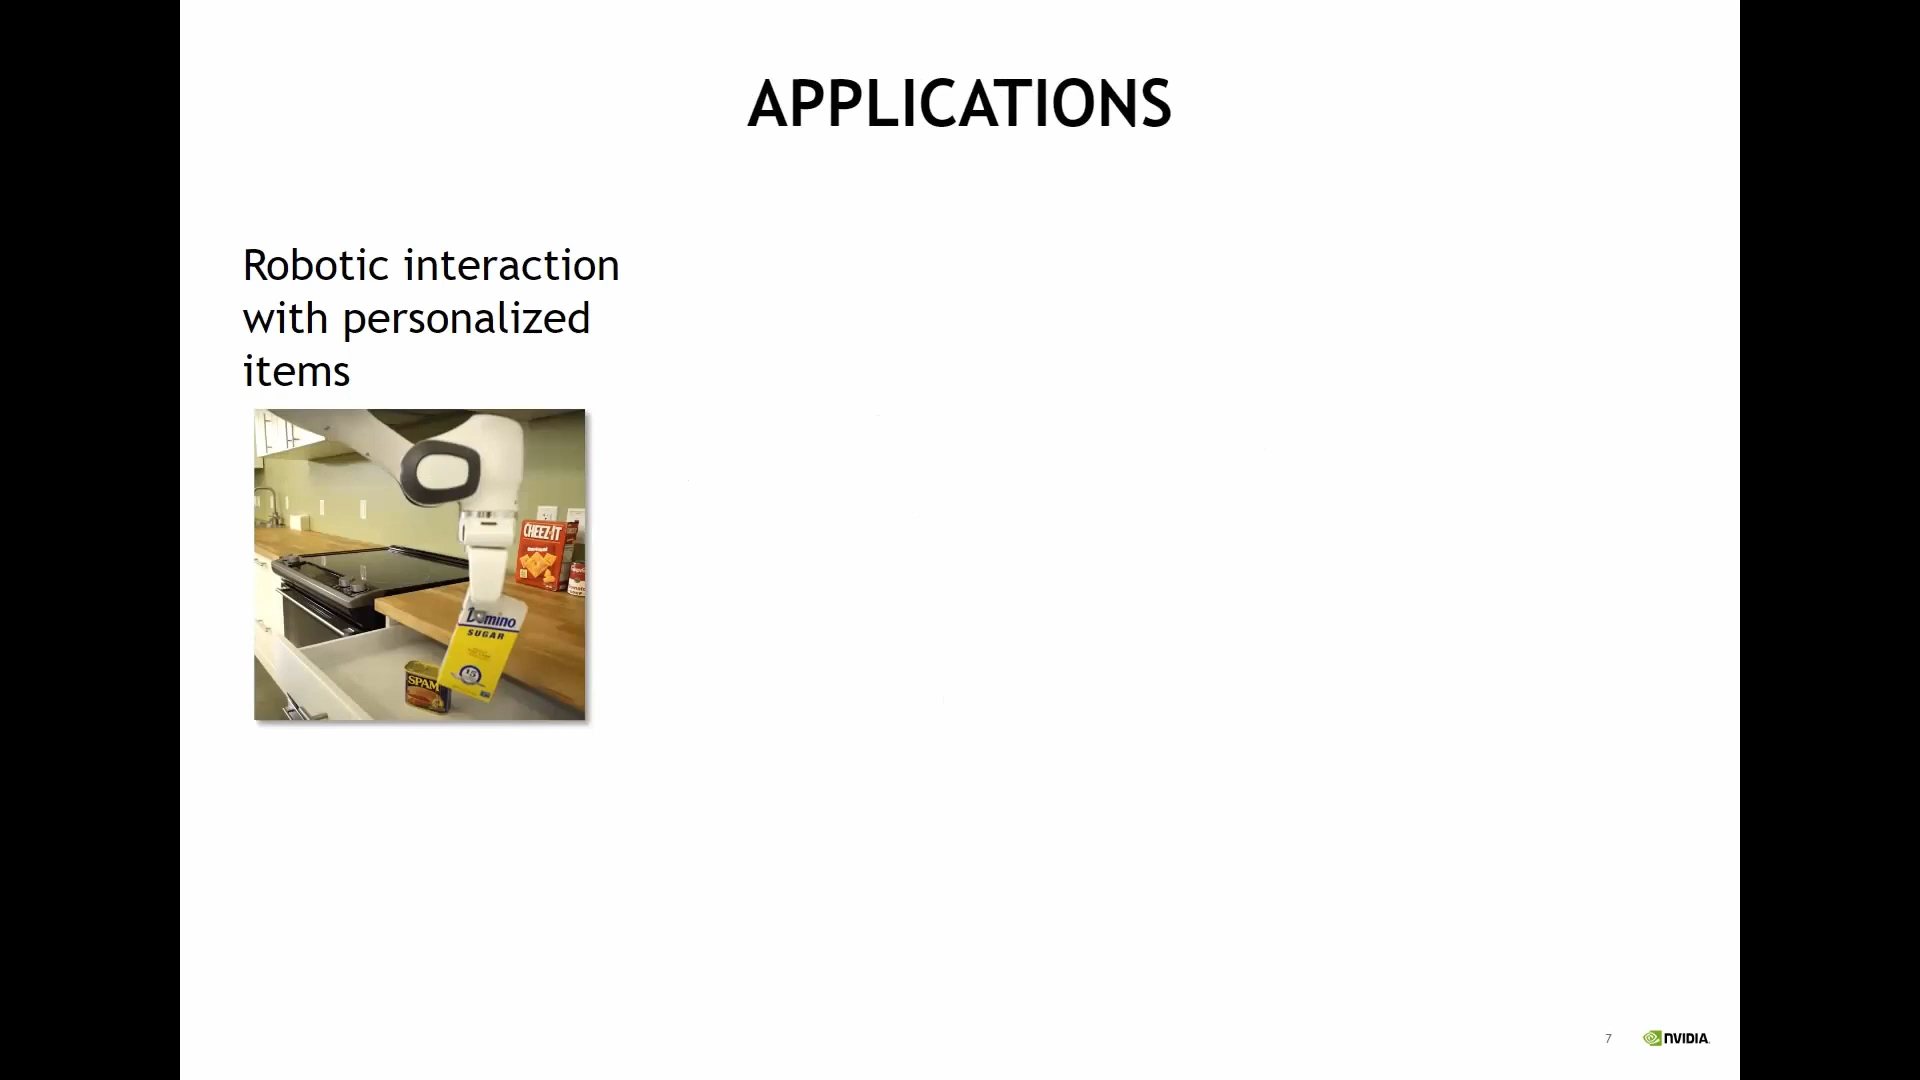 APPLICATIONS
Robotic interaction
with personalized
items
CHEEZ-IT
Domino
SUGAR
SPAM
7
NVIDIA